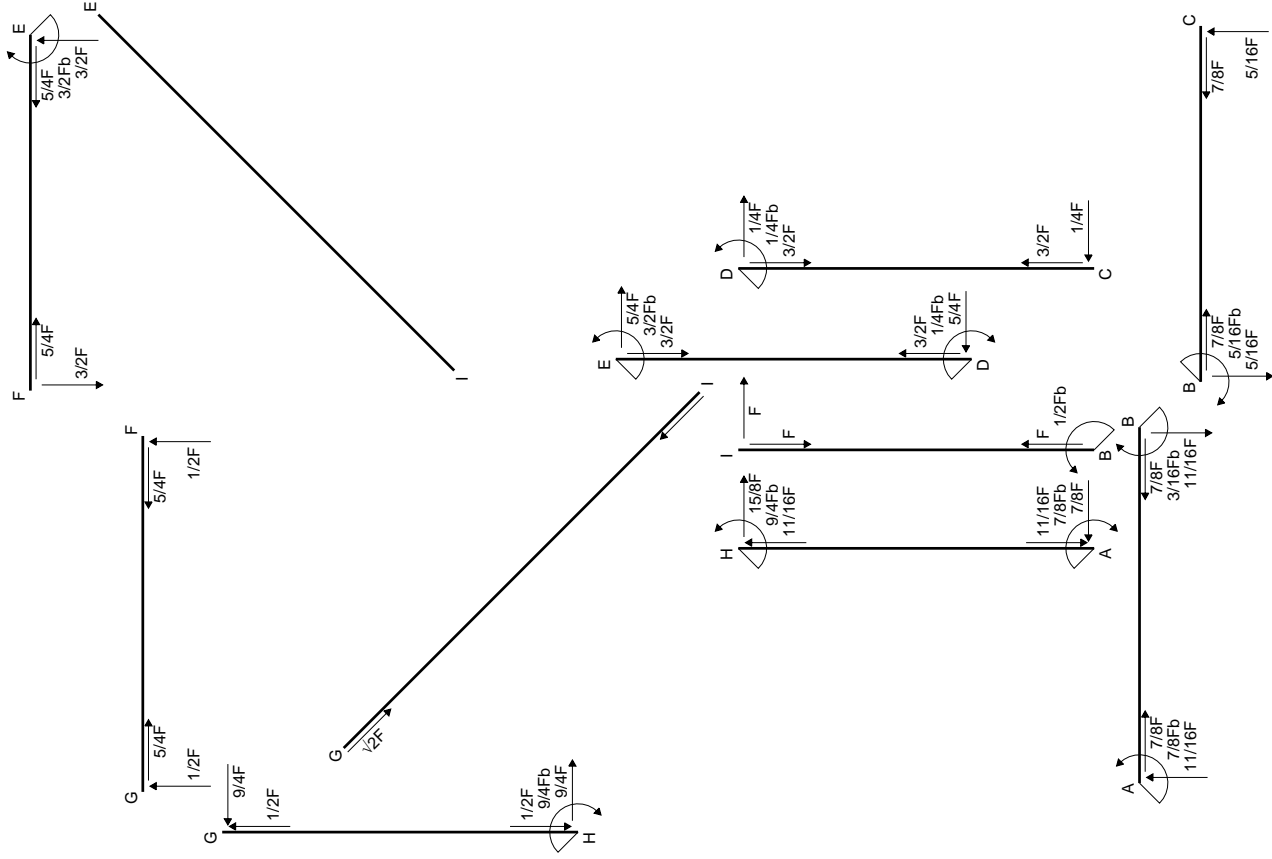 F
E
5/4F
3/2F
5/4F
3/2Fb
3/2F
E
I
G
F
5/4F
1/2F
5/4F
1/2F
G
√2F
I
G
9/4F
1/2F
1/2F
9/4Fb
9/4F
H
E
5/4F
3/2Fb
3/2F
3/2F
1/4Fb
5/4F
D
D
1/4F
1/4Fb
3/2F
3/2F
1/4F
C
I
F
F
F
1/2Fb
B
H
15/8F
9/4Fb
11/16F
11/16F
7/8Fb
7/8F
A
A
B
7/8F
7/8Fb
11/16F
7/8F
3/16Fb
11/16F
B
C
7/8F
5/16Fb
5/16F
7/8F
5/16F